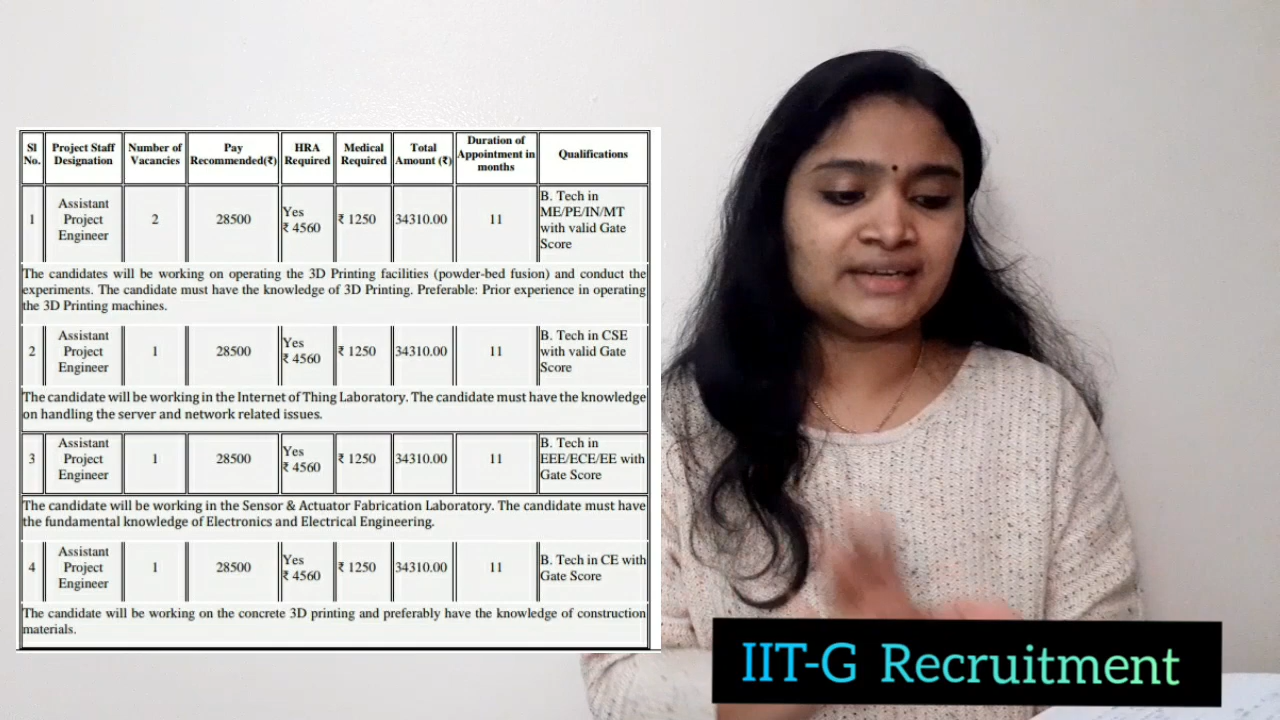 Sl No. Project Staff Designation Number of Vacancies Pay Recommended(₹) HRA Required Medical Required Total Amount (₹) Duration of Appointment in months Qualifications
1 Assistant Project Engineer 2 28500 Yes ₹ 4560 ₹ 1250 34310.00 11 B. Tech in ME/PE/IN/MT with valid Gate Score
The candidates will be working on operating the 3D Printing facilities (powder-bed fusion) and conduct the
experiments. The candidate must have the knowledge of 3D Printing. Preferable: Prior experience in operating
the 3D Printing machines.
2 Assistant Project Engineer 1 28500 Yes ₹ 4560 ₹ 1250 34310.00 11 B. Tech in CSE with valid Gate Score
The candidate will be working in the Internet of Thing Laboratory. The candidate must have the knowledge
on handling the server and network related issues.
3 Assistant Project Engineer 1 28500 Yes ₹ 4560 ₹ 1250 34310.00 11 B. Tech in EEE/ECE/EE with Gate Score
The candidate will be working in the Sensor & Actuator Fabrication Laboratory. The candidate must have
the fundamental knowledge of Electronics and Electrical Engineering.
4 Assistant Project Engineer 1 28500 Yes ₹ 4560 ₹ 1250 34310.00 11 B. Tech in CE with Gate Score
The candidate will be working on the concrete 3D printing and preferably have the knowledge of construction
materials.
IIT-G Recruitment